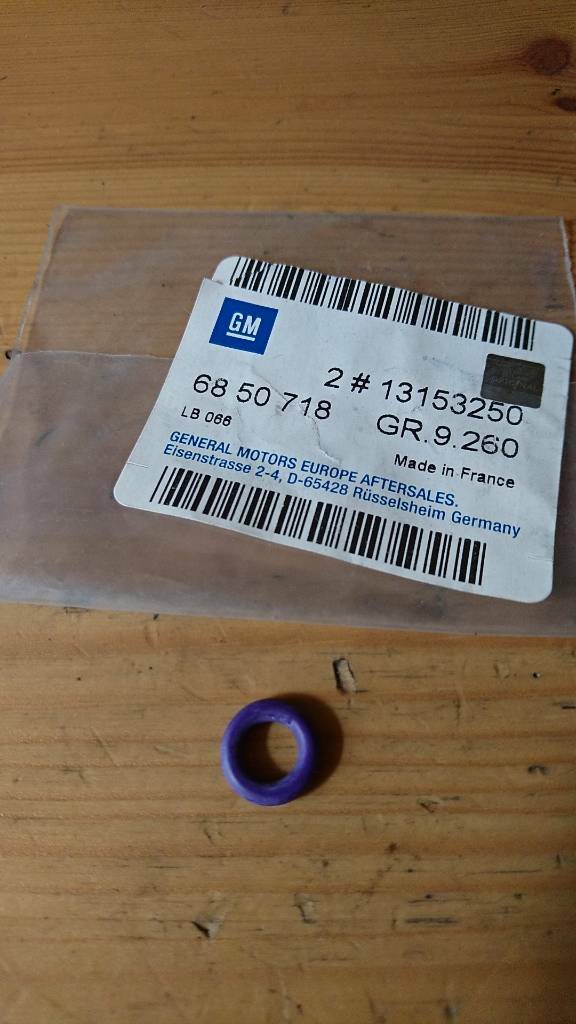 GM
2 # 13153250
68 50 718
GR.9.260
LB 066
Made in France
GENERAL MOTORS EUROPE AFTERSALES.
Eisenstrasse 2-4, D-65428 Rüsselsheim Germany